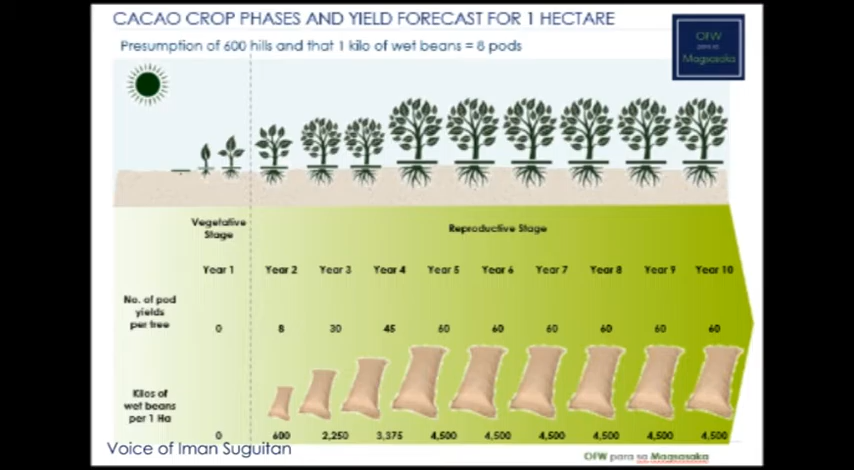 CACAO CROP PHASES AND YIELD FORECAST FOR 1 HECTARE
Presumption of 600 hills and that 1 kilo of wet beans = 8 pods
OFW
para sa
Magsasaka
Vegetative
Stage
Reproductive Stage
Year 1 Year 2 Year 3 Year 4 Year 5 Year 6 Year 7 Year 8 Year 9 Year 10
No. of pod
yields
per tree
0 8 30 45 60 60 60 60 60 60
Kilos of
wet beans
per 1 Ha
0 600 2,250 3,375 4,500 4,500 4,500 4,500 4,500 4,500
Voice of Iman Suguitan
OFW para sa Magsasaka